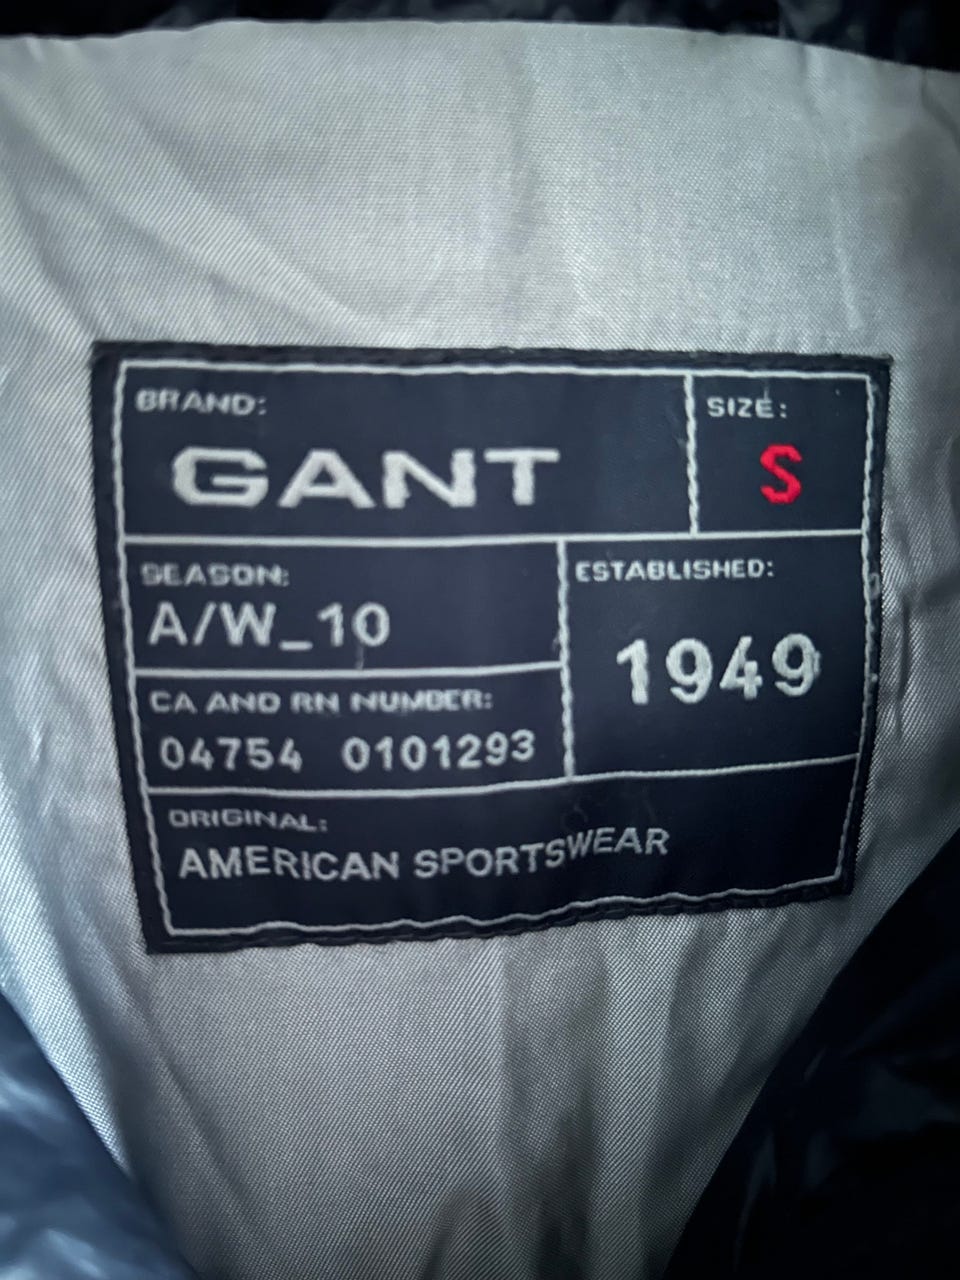 BRAND:
GANT
SIZE:
S
SEASON:
A/W_10
ESTABLISHED:
1949
CA AND RN NUMBER:
04754 0101293
ORIGINAL:
AMERICAN SPORTSWEAR